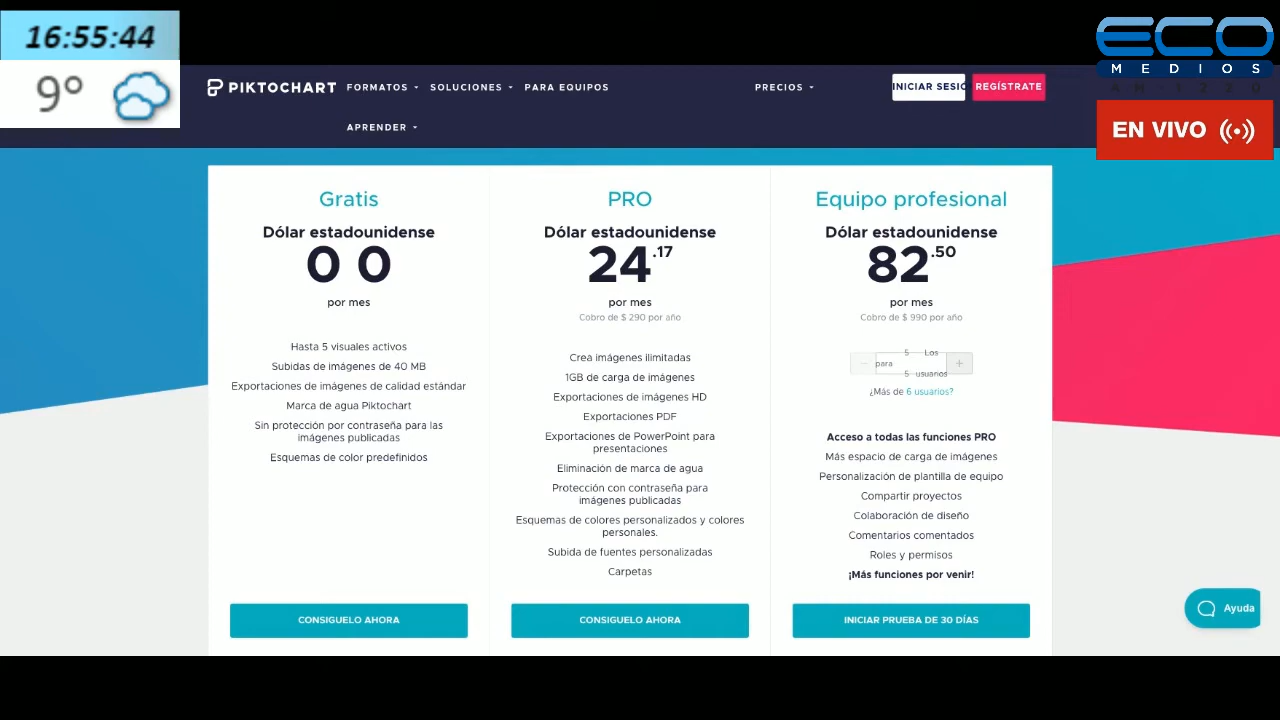 16:55:44
9°
ECO
MEDIOS
AM·1220
EN VIVO
PIKTOCHART
FORMATOS
SOLUCIONES
PARA EQUIPOS
PRECIOS
INICIAR SESIÓ
REGÍSTRATE
APRENDER
Gratis
Dólar estadounidense
0 0
por mes
Hasta 5 visuales activos
Subidas de imágenes de 40 MB
Exportaciones de imágenes de calidad estándar
Marca de agua Piktochart
Sin protección por contraseña para las
imágenes publicadas
Esquemas de color predefinidos
CONSIGUELO AHORA
PRO
Dólar estadounidense
24.17
por mes
Cobro de $ 290 por año
Crea imágenes ilimitadas
1GB de carga de imágenes
Exportaciones de imágenes HD
Exportaciones PDF
Exportaciones de PowerPoint para
presentaciones
Eliminación de marca de agua
Protección con contraseña para
imágenes publicadas
Esquemas de colores personalizados y colores
personales.
Subida de fuentes personalizadas
Carpetas
CONSIGUELO AHORA
Equipo profesional
Dólar estadounidense
82.50
por mes
Cobro de $ 990 por año
5 Los
− para +
5 usuarios
¿Más de 6 usuarios?
Acceso a todas las funciones PRO
Más espacio de carga de imágenes
Personalización de plantilla de equipo
Compartir proyectos
Colaboración de diseño
Comentarios comentados
Roles y permisos
¡Más funciones por venir!
INICIAR PRUEBA DE 30 DÍAS
Ayuda